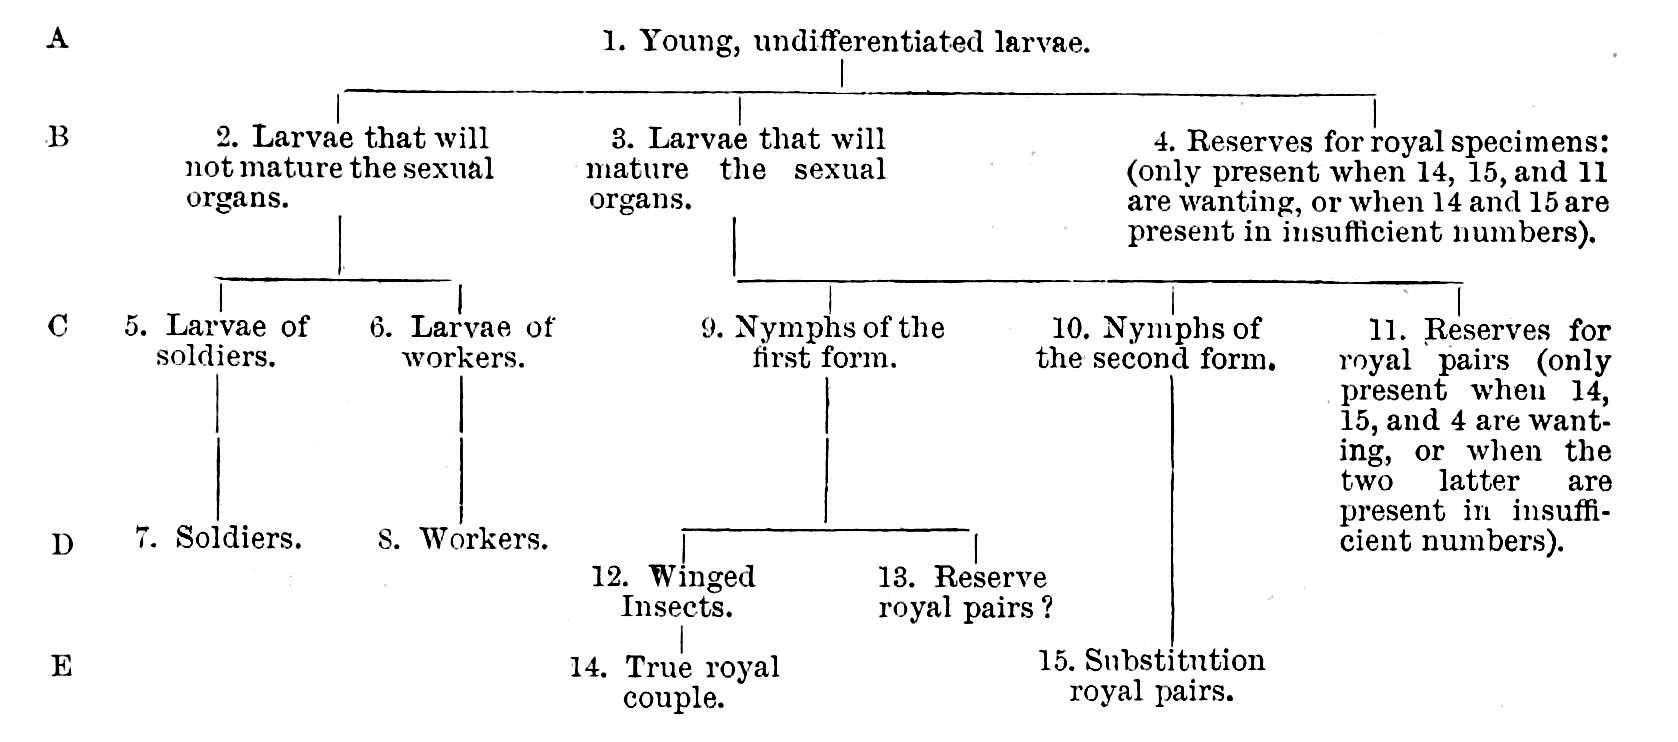 A
1. Young, undifferentiated larvae.
B
2. Larvae that will
not mature the sexual
organs.
3. Larvae that will
mature the sexual
organs.
4. Reserves for royal specimens:
(only present when 14, 15, and 11
are wanting, or when 14 and 15 are
present in insufficient numbers).
C
5. Larvae of
soldiers.
6. Larvae of
workers.
9. Nymphs of the
first form.
10. Nymphs of
the second form.
11. Reserves for
royal pairs (only
present when 14,
15, and 4 are want-
ing, or when the
two latter are
present in insuffi-
cient numbers).
D
7. Soldiers.
8. Workers.
12. Winged
Insects.
13. Reserve
royal pairs ?
E
14. True royal
couple.
15. Substitution
royal pairs.